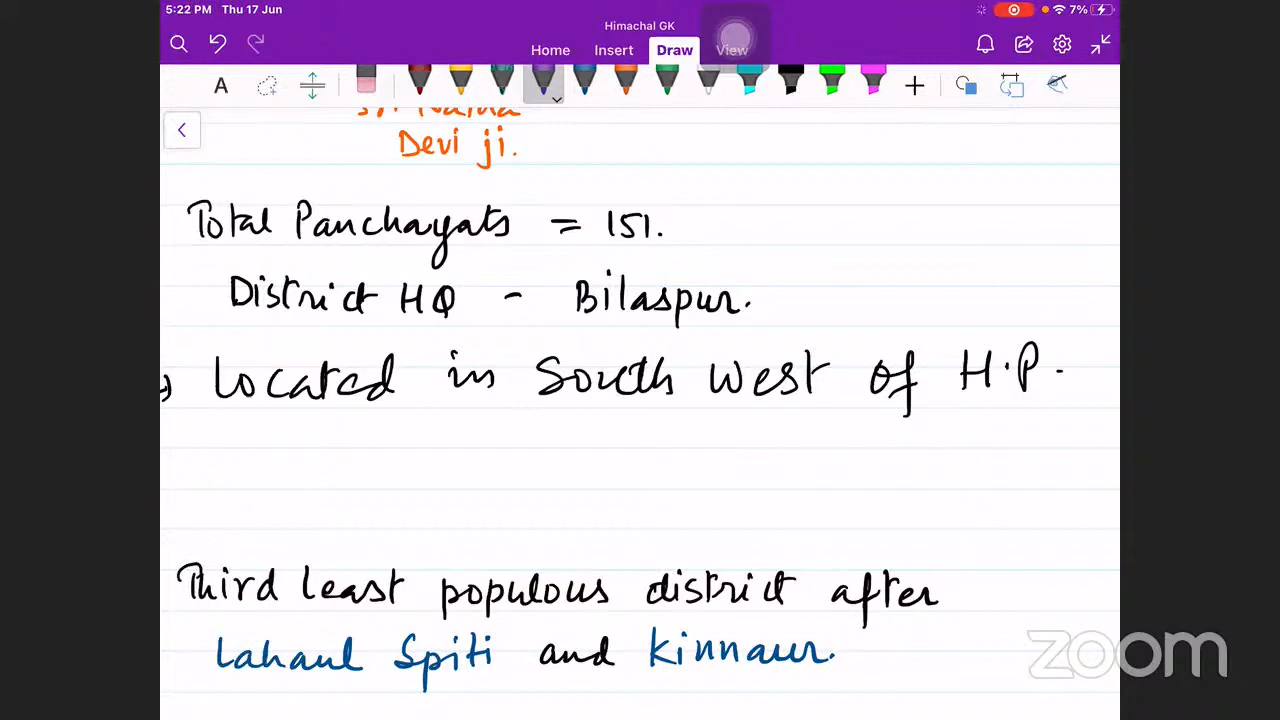 5:22 PM Thu 17 Jun
7%
Himachal GK
Home Insert Draw View
A
Devi ji.
Total Panchayats = 151.
District HQ - Bilaspur.
Located in South West of H.P.
Third least populous district after
Lahaul Spiti and Kinnaur.
zoom